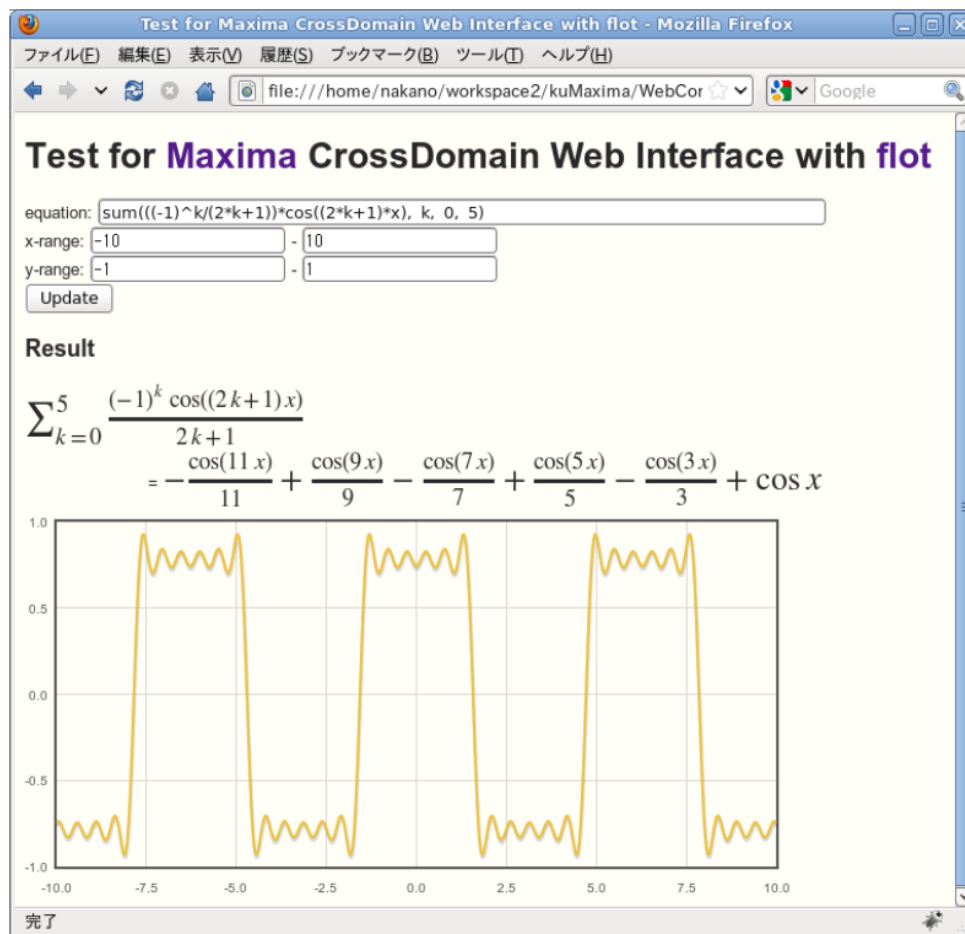 Test for Maxima CrossDomain Web Interface with flot - Mozilla Firefox
ファイル(F) 編集(E) 表示(V) 履歴(S) ブックマーク(B) ツール(T) ヘルプ(H)
file:///home/nakano/workspace2/kuMaxima/WebCor Google
Test for Maxima CrossDomain Web Interface with flot
equation: sum(((-1)^k/(2*k+1))*cos((2*k+1)*x), k, 0, 5)
x-range: -10 - 10
y-range: -1 - 1
Update
Result
∑_{k=0}^{5} \frac{(-1)^k cos((2k+1)x)}{2k+1}
= -\frac{cos(11x)}{11} + \frac{cos(9x)}{9} - \frac{cos(7x)}{7} + \frac{cos(5x)}{5} - \frac{cos(3x)}{3} + cos x
1.0
0.5
0.0
-0.5
-1.0
-10.0 -7.5 -5.0 -2.5 0.0 2.5 5.0 7.5 10.0
完了